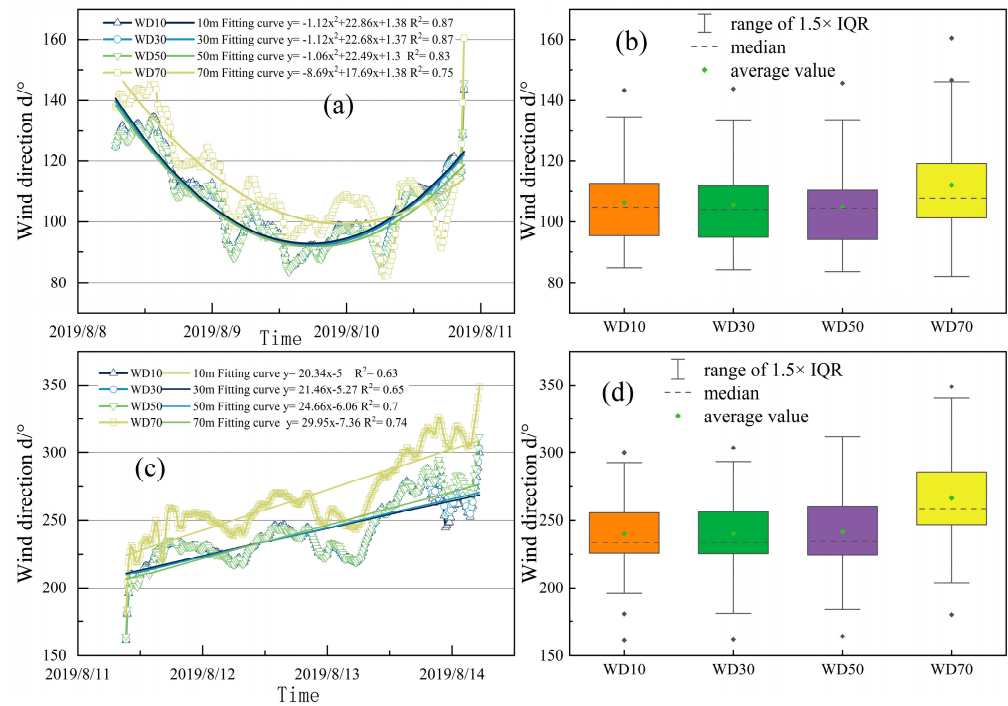 WD10 10m Fitting curve y= -1.12x²+22.86x+1.38 R²= 0.87
WD30 30m Fitting curve y= -1.12x²+22.68x+1.37 R²= 0.87
WD50 50m Fitting curve y= -1.06x²+22.49x+1.3 R²= 0.83
WD70 70m Fitting curve y= -8.69x²+17.69x+1.38 R²= 0.75
(a)
Wind direction d/°
160
140
120
100
80
2019/8/8
2019/8/9
2019/8/10
2019/8/11
Time
(b)
range of 1.5× IQR
median
average value
Wind direction d/°
160
140
120
100
80
WD10
WD30
WD50
WD70
WD10 10m Fitting curve y= 20.34x-5 R²= 0.63
WD30 30m Fitting curve y= 21.46x-5.27 R²= 0.65
WD50 50m Fitting curve y= 24.66x-6.06 R²= 0.7
WD70 70m Fitting curve y= 29.95x-7.36 R²= 0.74
(c)
Wind direction d/°
350
300
250
200
150
2019/8/11
2019/8/12
2019/8/13
2019/8/14
Time
range of 1.5× IQR
median
average value
(d)
Wind direction d/°
350
300
250
200
150
WD10
WD30
WD50
WD70